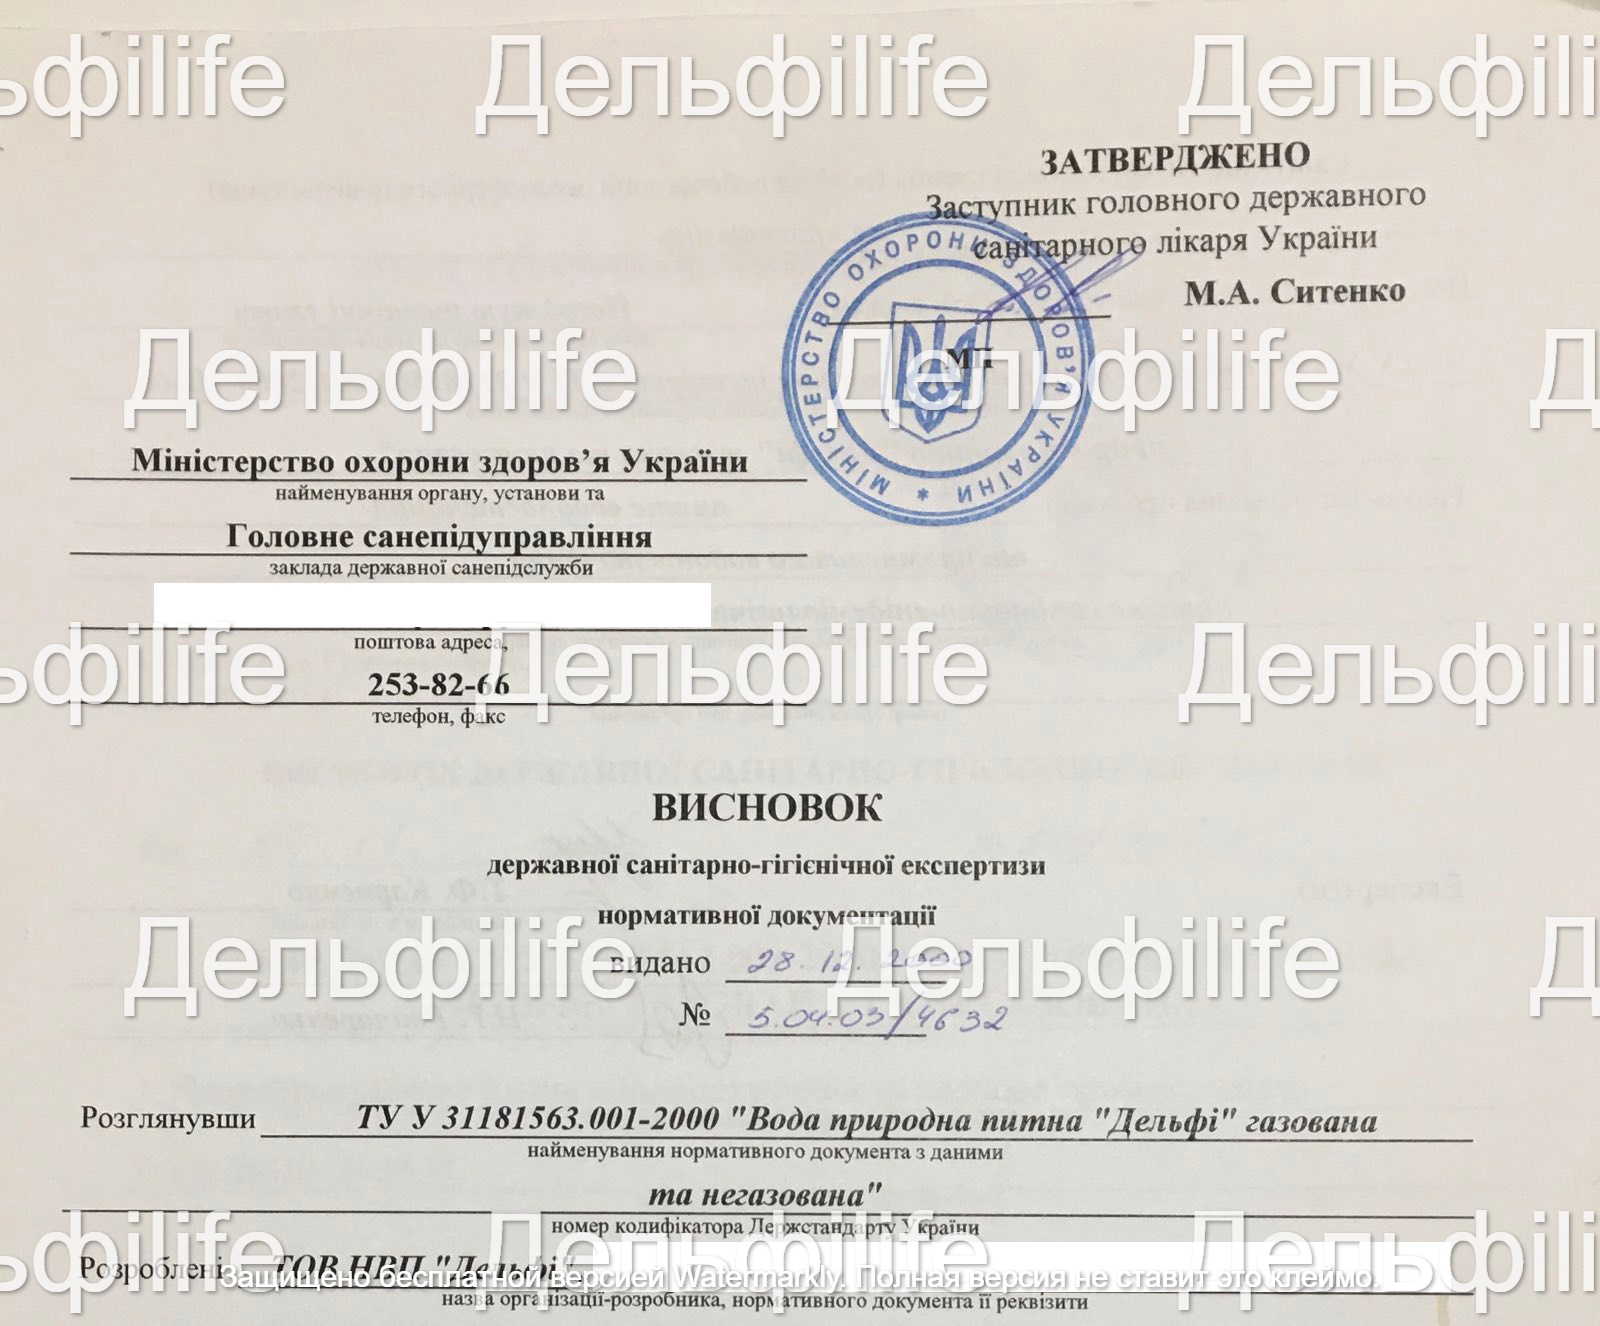 ЗАТВЕРДЖЕНО
Заступник головного державного
санітарного лікаря України
М.А. Ситенко
МП
МІНІСТЕРСТВО ОХОРОНИ ЗДОРОВ'Я УКРАЇНИ *
Міністерство охорони здоров’я України
найменування органу, установи та
Головне санепідуправління
заклада державної санепідслужби
поштова адреса,
253-82-66
телефон, факс
ВИСНОВОК
державної санітарно-гігієнічної експертизи
нормативної документації
видано 28.12.2000
№ 5.04.03/4632
Розглянувши ТУ У 31181563.001-2000 "Вода природна питна "Дельфі" газована
найменування нормативного документа з даними
та негазована"
номер кодифікатора Держстандарту України
Розроблені ТОВ НВП "Дельфі"
назва організації-розробника, нормативного документа її реквізити
Дельфilife Дельфilife Дельфilife
Дельфilife Дельфilife Д
Дельфilife Дельфilife Дельфilife
Дельфilife Дельфilife Д
Дельфilife Дельфilife Дельфilife
Защищено бесплатной версией Watermarkly. Полная версия не ставит это клеймо.